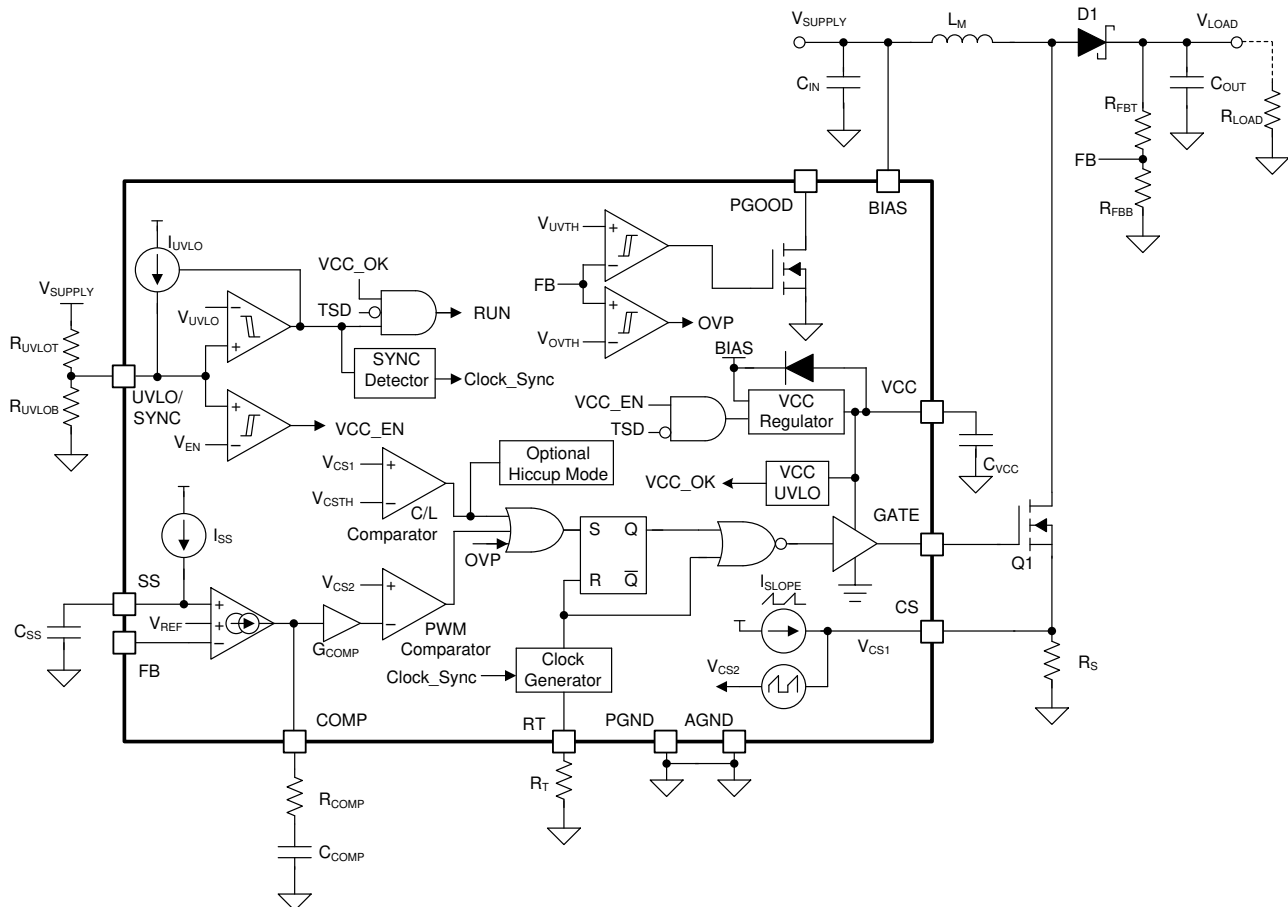 VSUPPLY
LM
D1
VLOAD
CIN
COUT
RFBT
RLOAD
FB
RFBB
PGOOD
BIAS
IUVLO
VUVTH
VCC_OK
VSUPPLY
FB
TSD
RUN
VUVLO
OVP
RUVLOT
VOVTH
SYNC
Detector
BIAS
Clock_Sync
VCC
UVLO/
SYNC
RUVLOB
VCC_EN
VCC
Regulator
TSD
VEN
VCC_EN
CVCC
VCS1
Optional
Hiccup Mode
VCC_OK
VCC
UVLO
VCSTH
C/L
Comparator
GATE
ISS
S
Q
OVP
Q1
R
Q
ISLOPE
SS
VCS2
CS
CSS
VREF
VCS1
GCOMP
PWM
Comparator
RS
FB
VCS2
Clock
Generator
Clock_Sync
COMP
RT
PGND
AGND
RT
RCOMP
CCOMP